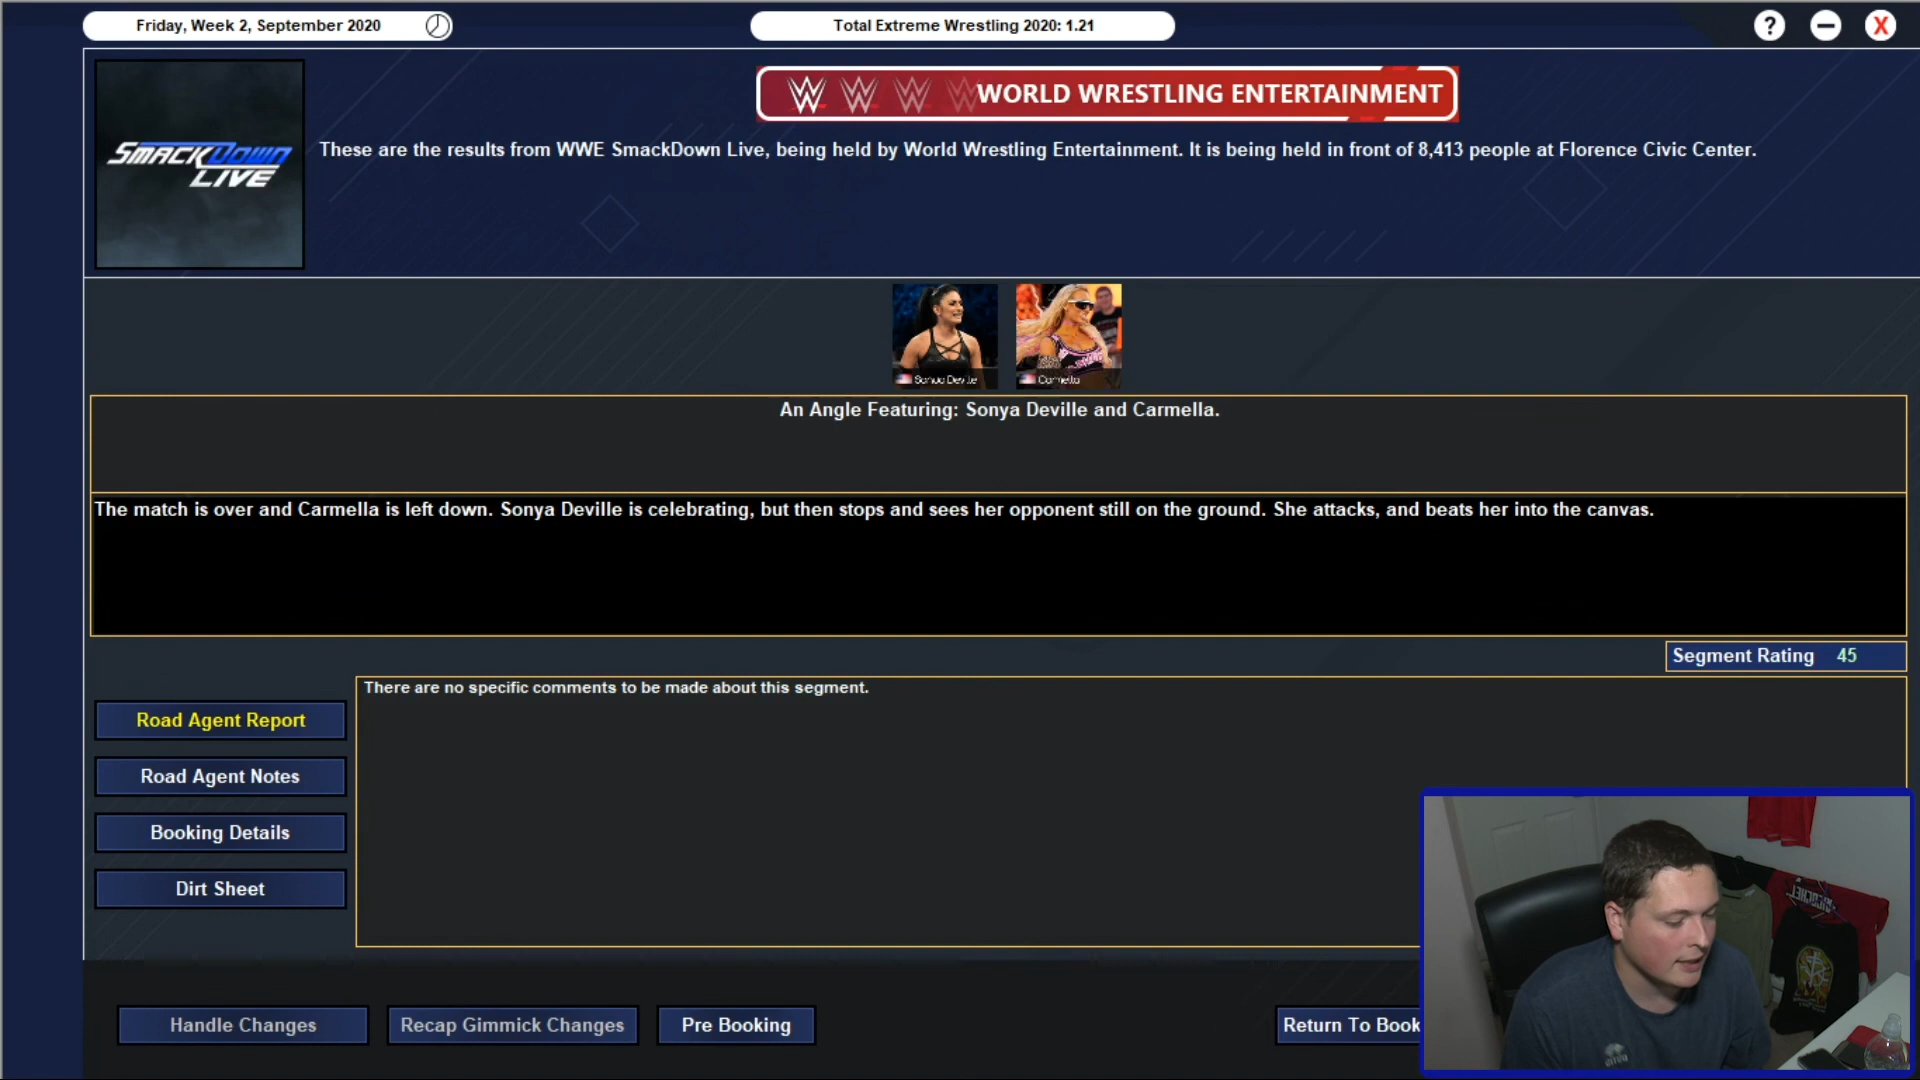 Friday, Week 2, September 2020
Total Extreme Wrestling 2020: 1.21
?
X
SMACKDOWN
LIVE
WORLD WRESTLING ENTERTAINMENT
These are the results from WWE SmackDown Live, being held by World Wrestling Entertainment. It is being held in front of 8,413 people at Florence Civic Center.
Sonya Deville
Carmella
An Angle Featuring: Sonya Deville and Carmella.
The match is over and Carmella is left down. Sonya Deville is celebrating, but then stops and sees her opponent still on the ground. She attacks, and beats her into the canvas.
Segment Rating 45
There are no specific comments to be made about this segment.
Road Agent Report
Road Agent Notes
Booking Details
Dirt Sheet
Handle Changes
Recap Gimmick Changes
Pre Booking
Return To Book